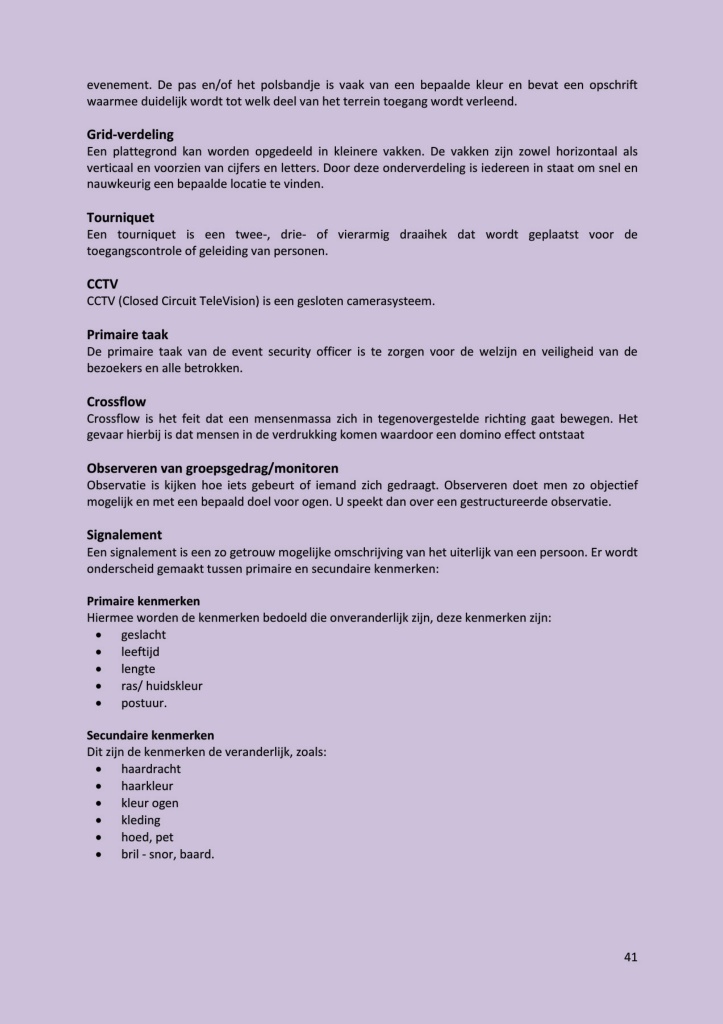 evenement. De pas en/of het polsbandje is vaak van een bepaalde kleur en bevat een opschrift
waarmee duidelijk wordt tot welk deel van het terrein toegang wordt verleend.
Grid-verdeling
Een plattegrond kan worden opgedeeld in kleinere vakken. De vakken zijn zowel horizontaal als
verticaal en voorzien van cijfers en letters. Door deze onderverdeling is iedereen in staat om snel en
nauwkeurig een bepaalde locatie te vinden.
Tourniquet
Een tourniquet is een twee-, drie- of vierarmig draaihek dat wordt geplaatst voor de
toegangscontrole of geleiding van personen.
CCTV
CCTV (Closed Circuit TeleVision) is een gesloten camerasysteem.
Primaire taak
De primaire taak van de event security officer is te zorgen voor de welzijn en veiligheid van de
bezoekers en alle betrokken.
Crossflow
Crossflow is het feit dat een mensenmassa zich in tegenovergestelde richting gaat bewegen. Het
gevaar hierbij is dat mensen in de verdrukking komen waardoor een domino effect ontstaat
Observeren van groepsgedrag/monitoren
Observatie is kijken hoe iets gebeurt of iemand zich gedraagt. Observeren doet men zo objectief
mogelijk en met een bepaald doel voor ogen. U speekt dan over een gestructureerde observatie.
Signalement
Een signalement is een zo getrouw mogelijke omschrijving van het uiterlijk van een persoon. Er wordt
onderscheid gemaakt tussen primaire en secundaire kenmerken:
Primaire kenmerken
Hiermee worden de kenmerken bedoeld die onveranderlijk zijn, deze kenmerken zijn:
• geslacht
• leeftijd
• lengte
• ras/ huidskleur
• postuur.
Secundaire kenmerken
Dit zijn de kenmerken de veranderlijk, zoals:
• haardracht
• haarkleur
• kleur ogen
• kleding
• hoed, pet
• bril - snor, baard.
41